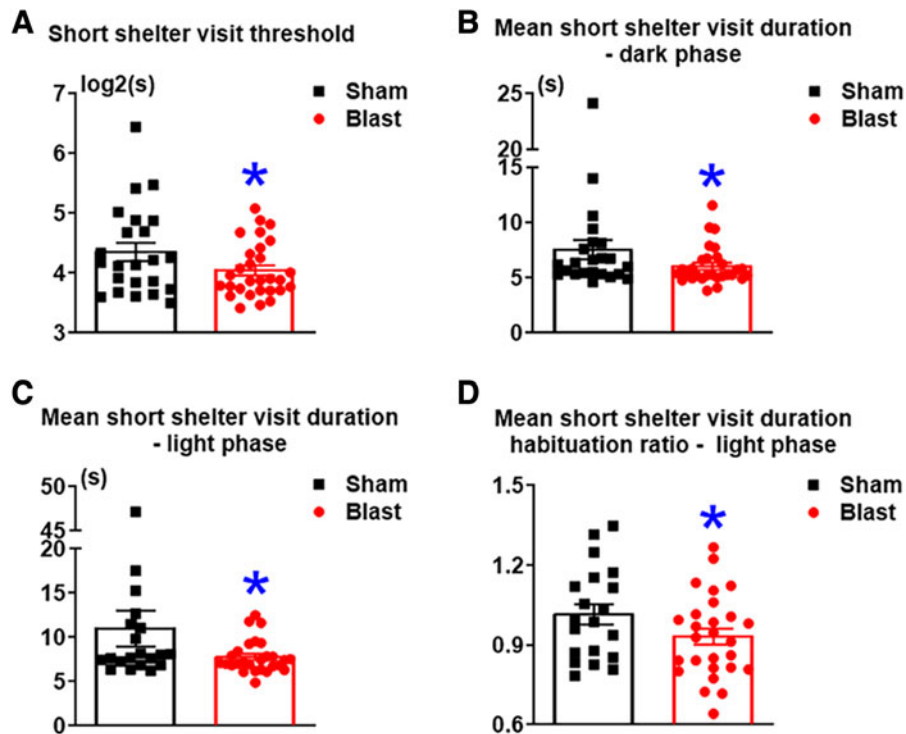 A Short shelter visit threshold
log2(s)
Sham
Blast
*
7
6
5
4
3
B Mean short shelter visit duration
- dark phase
(s)
Sham
Blast
*
25
20
15
10
5
0
C Mean short shelter visit duration
- light phase
(s)
Sham
Blast
*
50
45
20
15
10
5
0
D Mean short shelter visit duration
habituation ratio - light phase
Sham
Blast
*
1.5
1.2
0.9
0.6